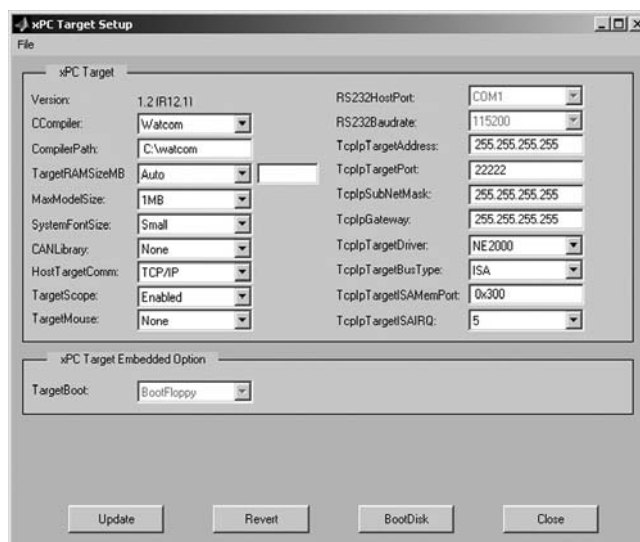 xPC Target Setup
File
xPC Target
Version: 1.2 (R12.1)
CCompiler: Watcom
CompilerPath: C:\watcom
TargetRAMSizeMB Auto
MaxModelSize: 1MB
SystemFontSize: Small
CANLibrary: None
HostTargetComm: TCP/IP
TargetScope: Enabled
TargetMouse: None
RS232HostPort: COM1
RS232Baudrate: 115200
TcpIpTargetAddress: 255.255.255.255
TcpIpTargetPort: 22222
TcpIpSubNetMask: 255.255.255.255
TcpIpGateway: 255.255.255.255
TcpIpTargetDriver: NE2000
TcpIpTargetBusType: ISA
TcpIpTargetISAMemPort: 0x300
TcpIpTargetISAIRQ: 5
xPC Target Embedded Option
TargetBoot: BootFloppy
Update Revert BootDisk Close